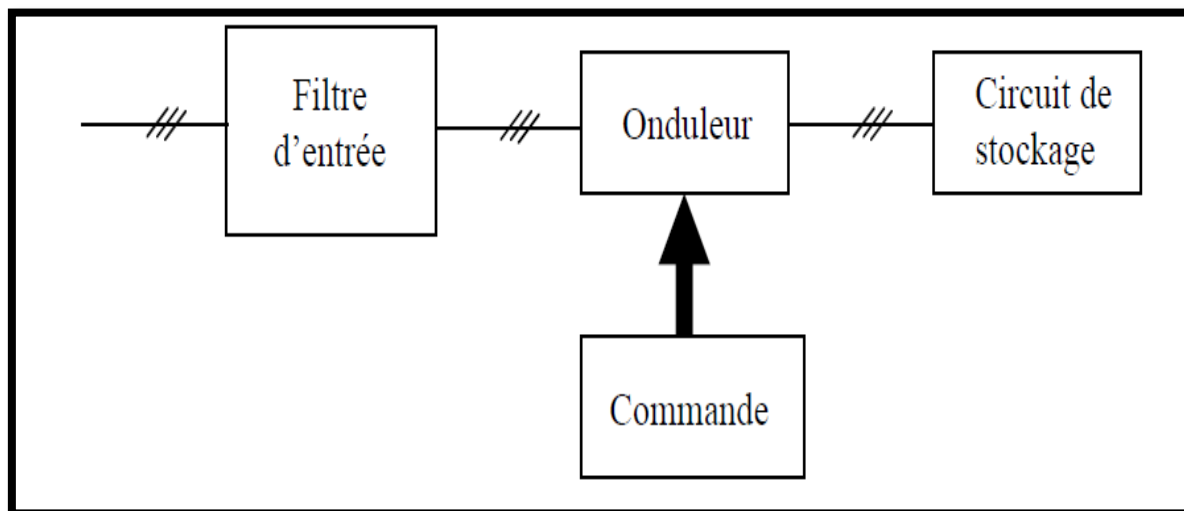 Filtre
d’entrée
Onduleur
Circuit de
stockage
Commande